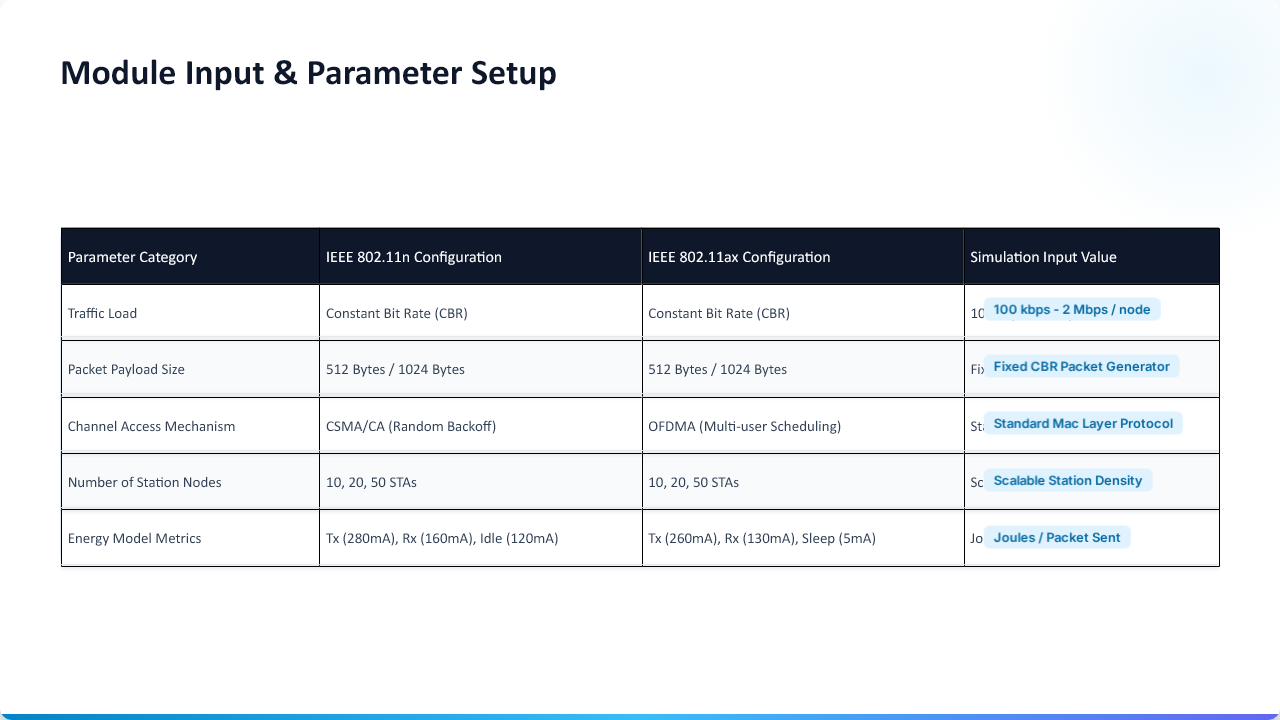 Module Input & Parameter Setup
Parameter Category IEEE 802.11n Configuration IEEE 802.11ax Configuration Simulation Input Value
Traffic Load Constant Bit Rate (CBR) Constant Bit Rate (CBR) 100 kbps - 2 Mbps / node
Packet Payload Size 512 Bytes / 1024 Bytes 512 Bytes / 1024 Bytes Fixed CBR Packet Generator
Channel Access Mechanism CSMA/CA (Random Backoff) OFDMA (Multi-user Scheduling) Standard Mac Layer Protocol
Number of Station Nodes 10, 20, 50 STAs 10, 20, 50 STAs Scalable Station Density
Energy Model Metrics Tx (280mA), Rx (160mA), Idle (120mA) Tx (260mA), Rx (130mA), Sleep (5mA) Joules / Packet Sent